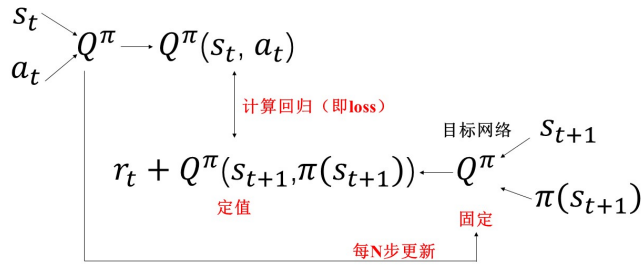 s_t
a_t
Q^π
Q^π(s_t, a_t)
计算回归（即loss）
目标网络
s_{t+1}
r_t + Q^π(s_{t+1},π(s_{t+1}))
Q^π
π(s_{t+1})
定值
固定
每N步更新